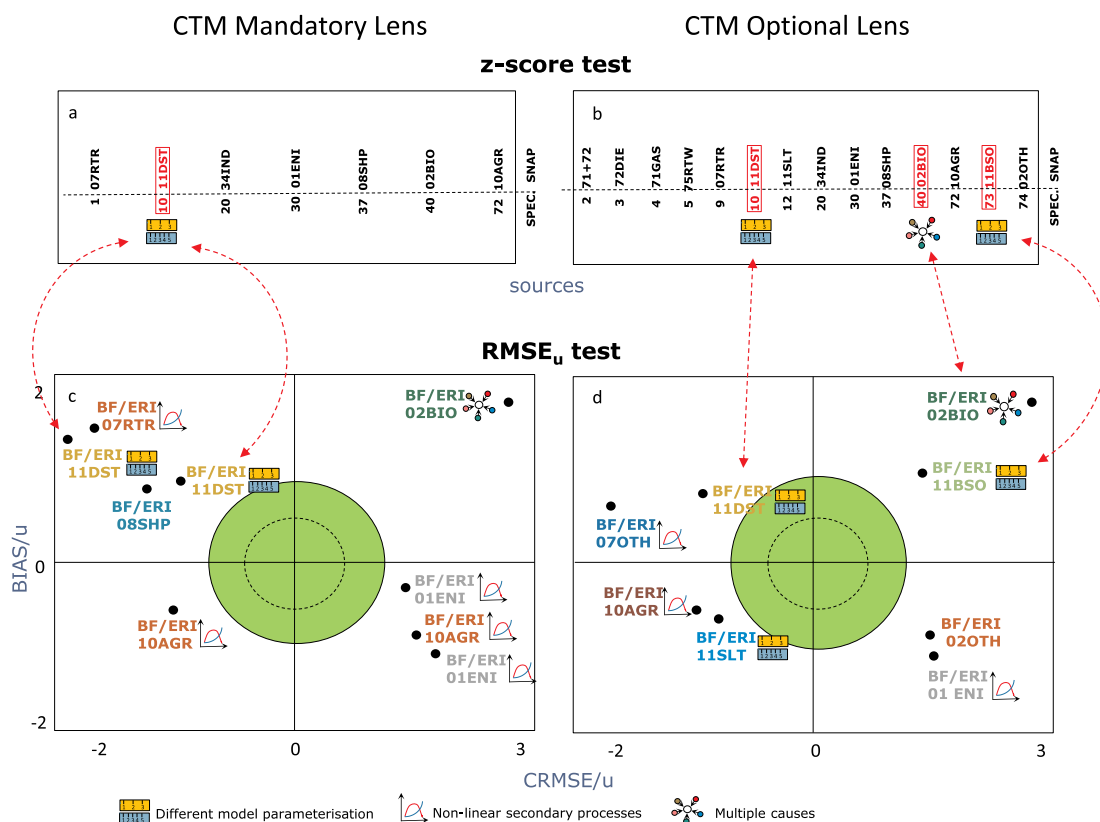 CTM Mandatory Lens
CTM Optional Lens
z-score test
a
1 07RTR
10 11DST
20 34IND
30 01ENI
37 08SHP
40 02BIO
72 10AGR
SPEC. SNAP
b
2 71+72
3 72DIE
4 71GAS
5 75RTW
9 07RTR
10 11DST
12 11SLT
20 34IND
30 01ENI
37 08SHP
40 02BIO
72 10AGR
73 11BSO
74 02OTH
SPEC. SNAP
sources
RMSEu test
c
BF/ERI
07RTR
BF/ERI
02BIO
BF/ERI
11DST
BF/ERI
11DST
BF/ERI
08SHP
BF/ERI
01ENI
BF/ERI
10AGR
BF/ERI
10AGR
BF/ERI
01ENI
2
0
-2
BIAS/u
-2
0
3
d
BF/ERI
02BIO
BF/ERI
11BSO
BF/ERI
11DST
BF/ERI
07OTH
BF/ERI
10AGR
BF/ERI
11SLT
BF/ERI
02OTH
BF/ERI
01 ENI
-2
0
3
CRMSE/u
Different model parameterisation
Non-linear secondary processes
Multiple causes